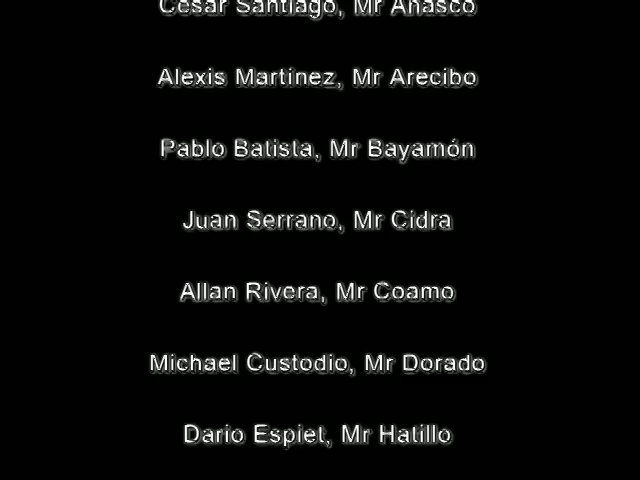 Cesar Santiago, Mr Anasco
Alexis Martinez, Mr Arecibo
Pablo Batista, Mr Bayamón
Juan Serrano, Mr Cidra
Allan Rivera, Mr Coamo
Michael Custodio, Mr Dorado
Dario Espiet, Mr Hatillo